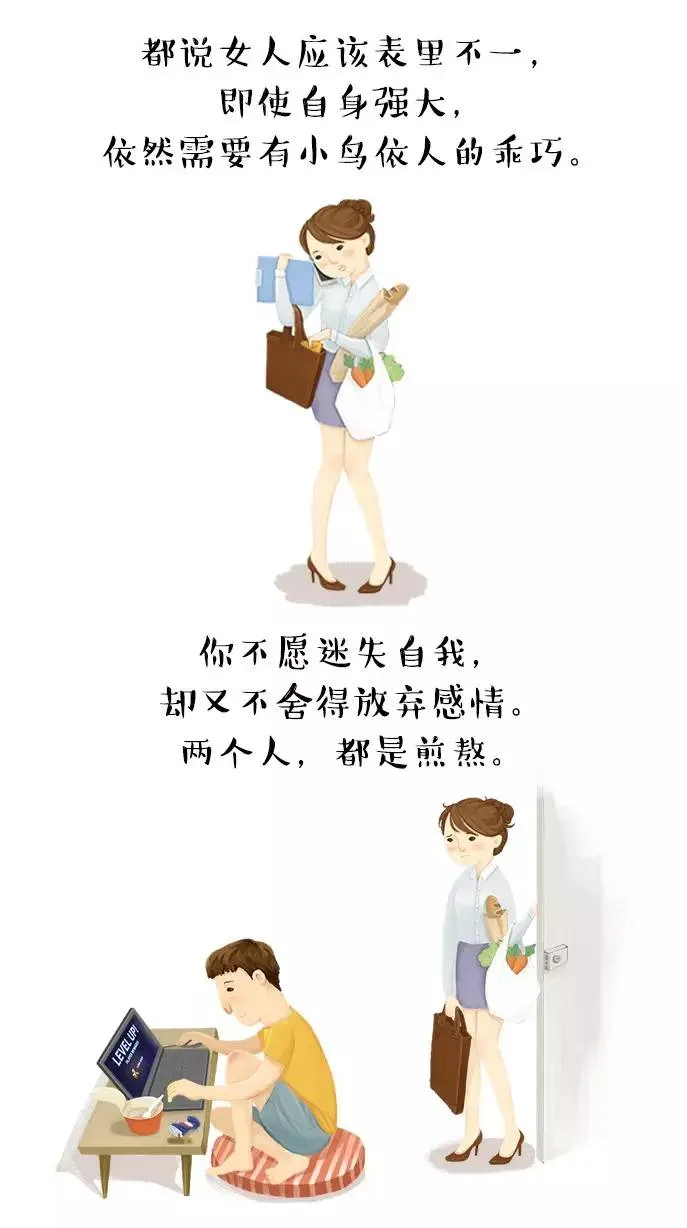 都说女人应该表里不一，
即使自身强大，
依然需要有小鸟依人的乖巧。
你不愿迷失自我，
却又不舍得放弃感情。
两个人，都是煎熬。
LEVEL UP!